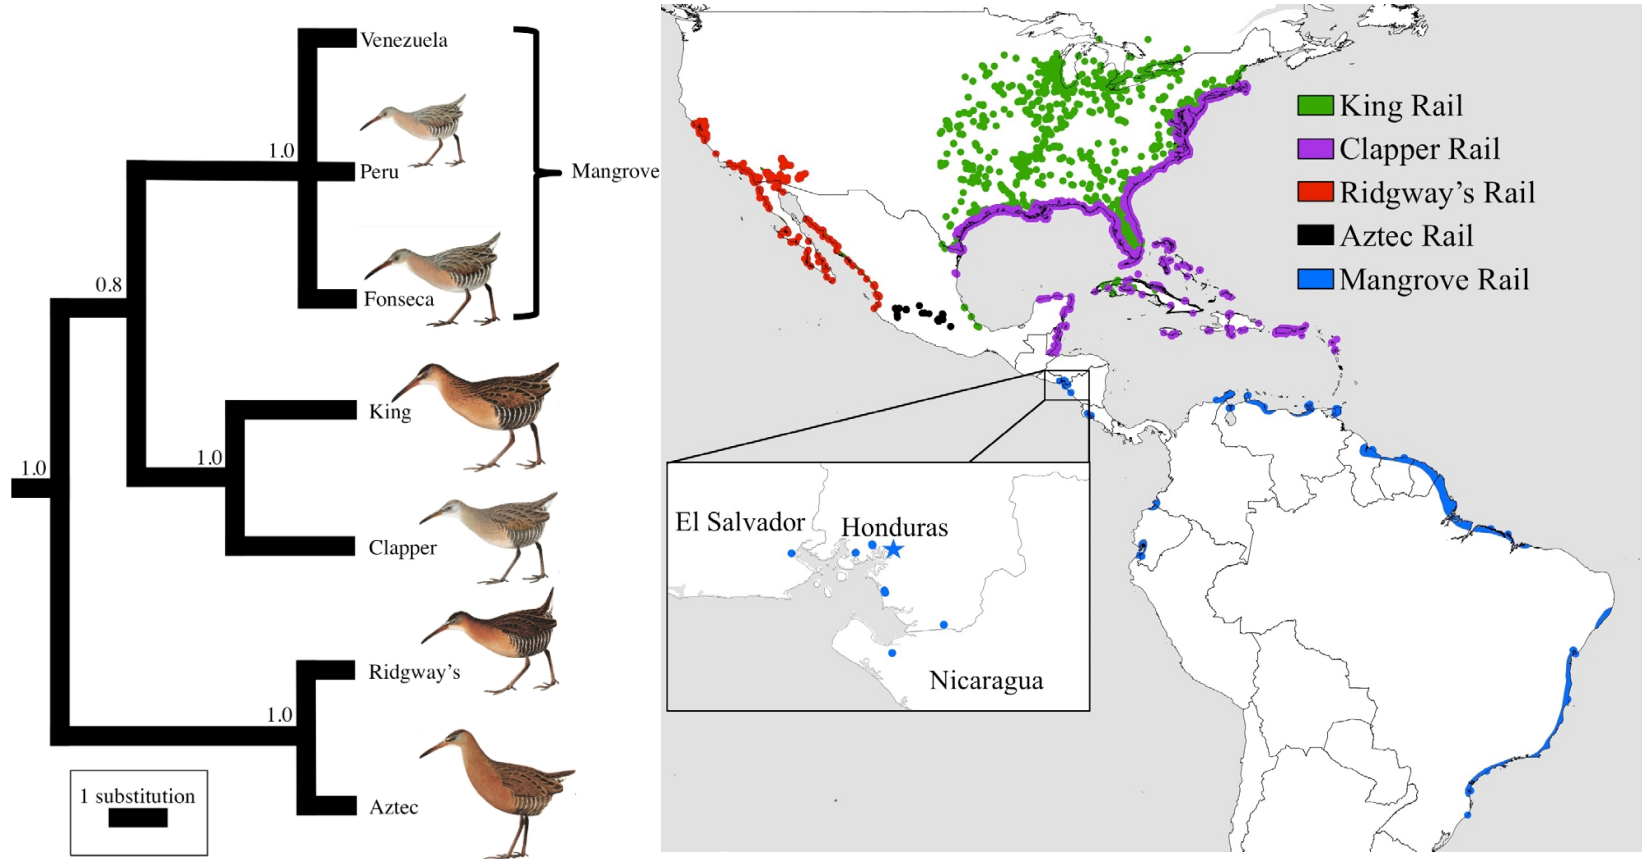 Venezuela
1.0
Peru
Mangrove
Fonseca
0.8
King
1.0
1.0
Clapper
Ridgway's
1.0
Aztec
1 substitution
King Rail
Clapper Rail
Ridgway's Rail
Aztec Rail
Mangrove Rail
El Salvador
Honduras
Nicaragua